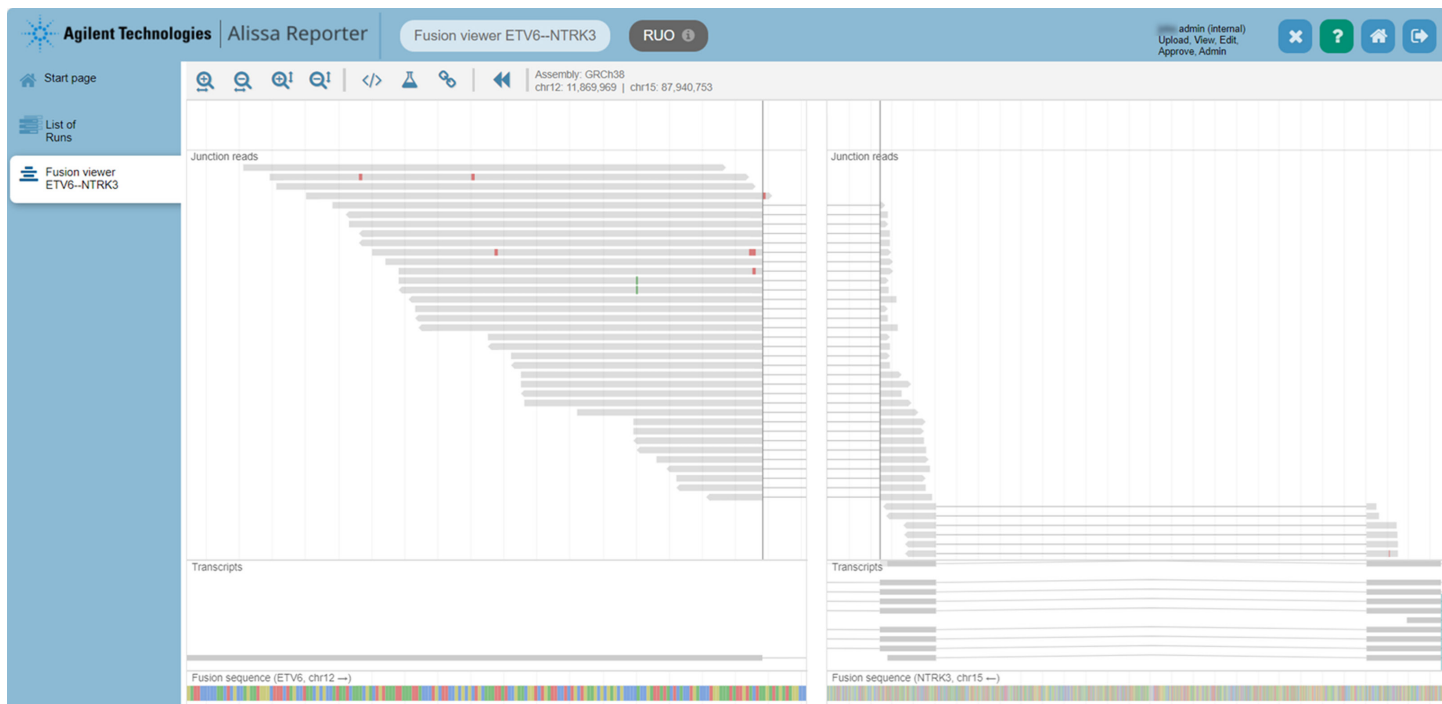 Agilent Technologies | Alissa Reporter
Fusion viewer ETV6--NTRK3
RUO
admin (internal)
Upload, View, Edit,
Approve, Admin
Start page
List of
Runs
Fusion viewer
ETV6--NTRK3
Assembly: GRCh38
chr12: 11,869,969 | chr15: 87,940,753
Junction reads
Junction reads
Transcripts
Transcripts
Fusion sequence (ETV6, chr12 →)
Fusion sequence (NTRK3, chr15 ←)